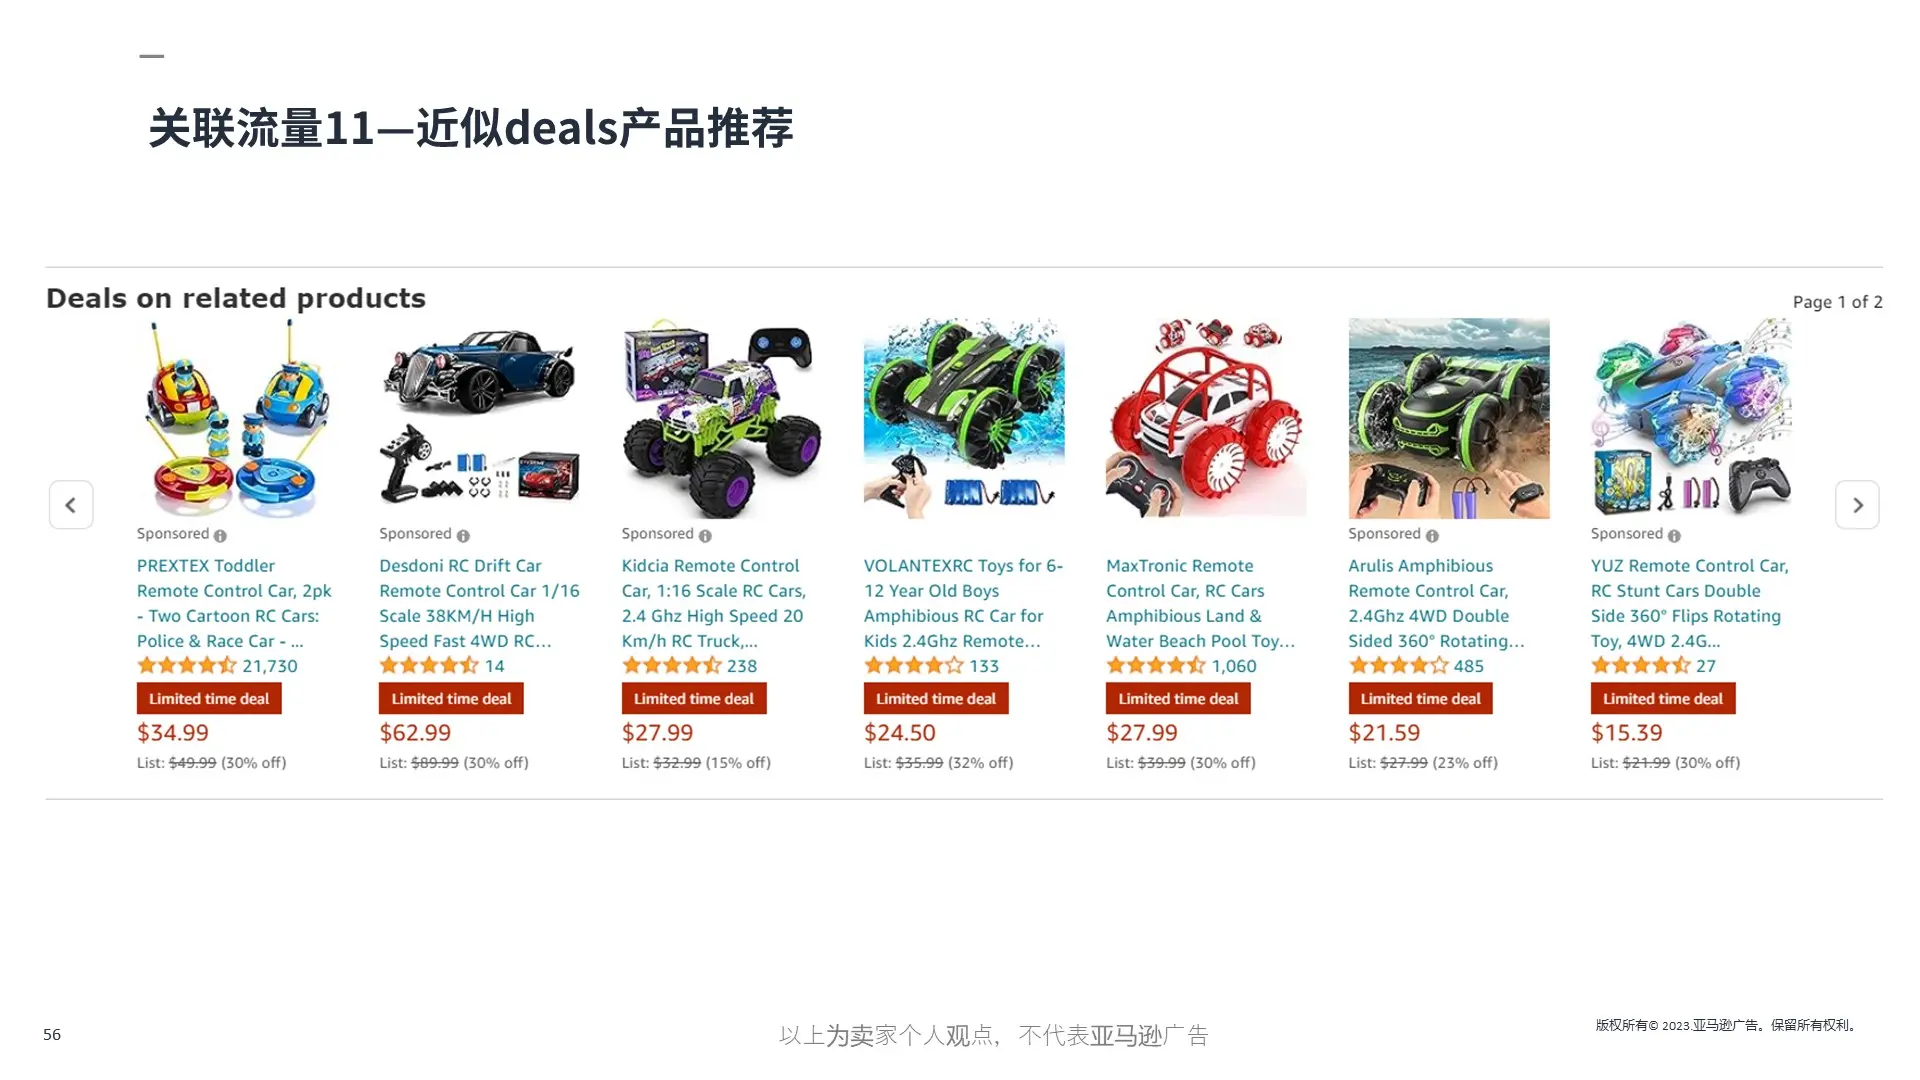 关联流量11—近似deals产品推荐
Deals on related products
Page 1 of 2
Sponsored
PREXTEX Toddler
Remote Control Car, 2pk
- Two Cartoon RC Cars:
Police & Race Car - ...
21,730
Limited time deal
$34.99
List: $49.99 (30% off)
Sponsored
Desdoni RC Drift Car
Remote Control Car 1/16
Scale 38KM/H High
Speed Fast 4WD RC...
14
Limited time deal
$62.99
List: $89.99 (30% off)
Sponsored
Kidcia Remote Control
Car, 1:16 Scale RC Cars,
2.4 Ghz High Speed 20
Km/h RC Truck,...
238
Limited time deal
$27.99
List: $32.99 (15% off)
VOLANTEXRC Toys for 6-
12 Year Old Boys
Amphibious RC Car for
Kids 2.4Ghz Remote...
133
Limited time deal
$24.50
List: $35.99 (32% off)
MaxTronic Remote
Control Car, RC Cars
Amphibious Land &
Water Beach Pool Toy...
1,060
Limited time deal
$27.99
List: $39.99 (30% off)
Sponsored
Arulis Amphibious
Remote Control Car,
2.4Ghz 4WD Double
Sided 360° Rotating...
485
Limited time deal
$21.59
List: $27.99 (23% off)
Sponsored
YUZ Remote Control Car,
RC Stunt Cars Double
Side 360° Flips Rotating
Toy, 4WD 2.4G...
27
Limited time deal
$15.39
List: $21.99 (30% off)
56
以上为卖家个人观点，不代表亚马逊广告
版权所有© 2023.亚马逊广告。保留所有权利。